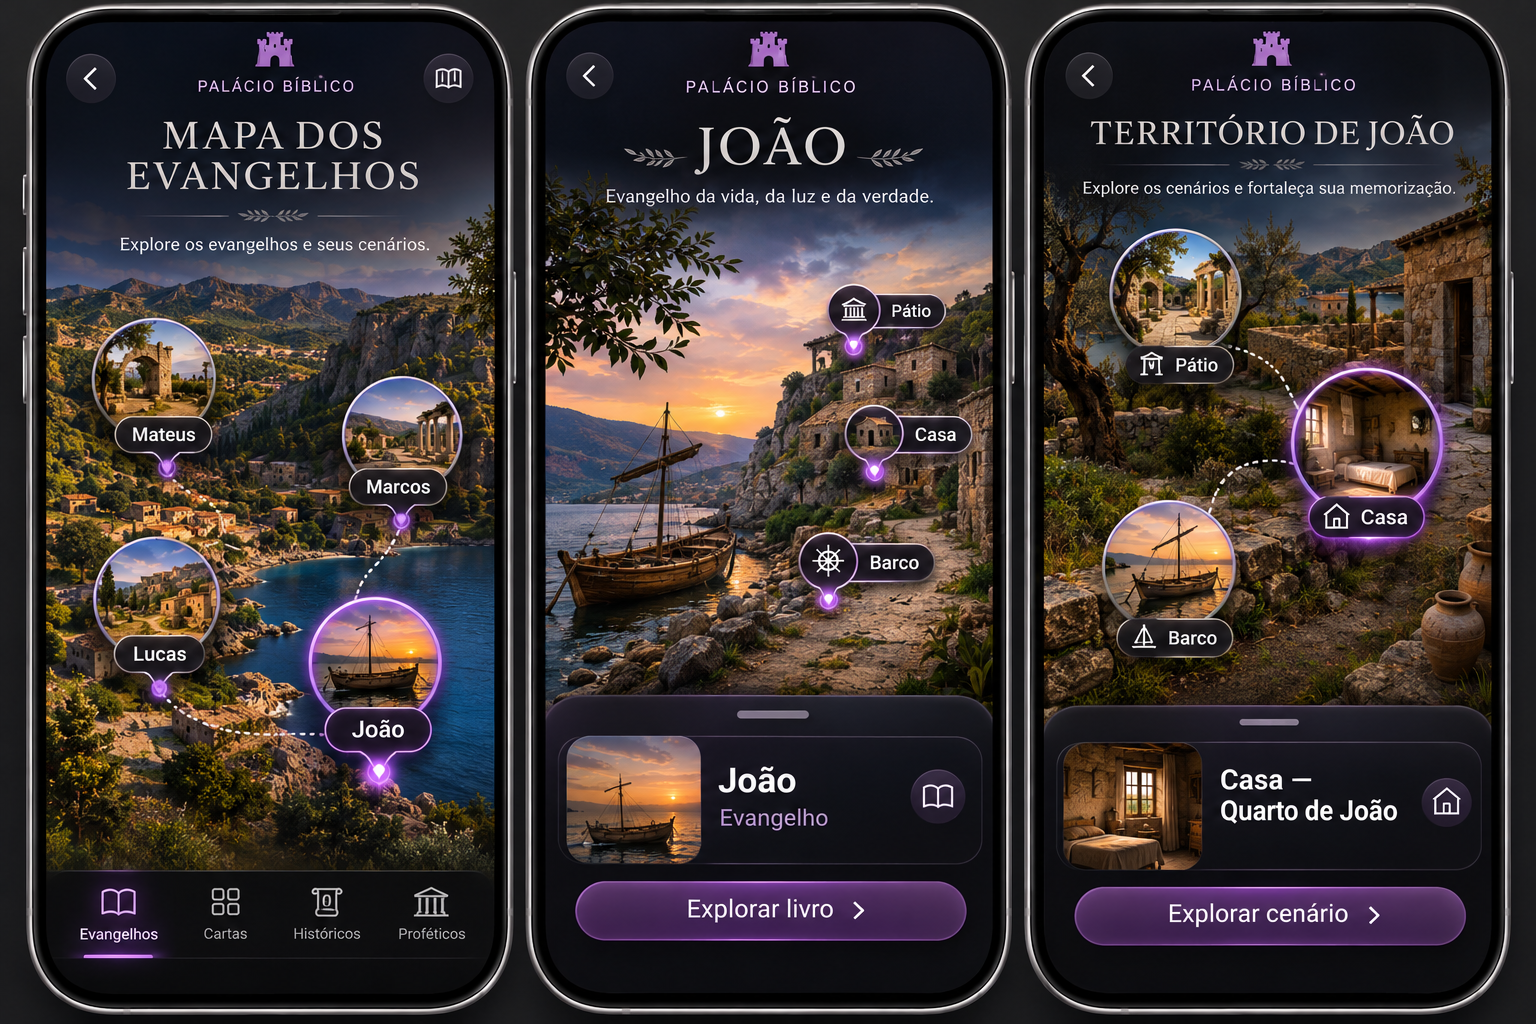 PALÁCIO BÍBLICO
MAPA DOS
EVANGELHOS
Explore os evangelhos e seus cenários.
Mateus
Marcos
Lucas
João
Evangelhos
Cartas
Históricos
Proféticos
PALÁCIO BÍBLICO
JOÃO
Evangelho da vida, da luz e da verdade.
Pátio
Casa
Barco
João
Evangelho
Explorar livro
PALÁCIO BÍBLICO
TERRITÓRIO DE JOÃO
Explore os cenários e fortaleça sua memorização.
Pátio
Casa
Barco
Casa —
Quarto de João
Explorar cenário